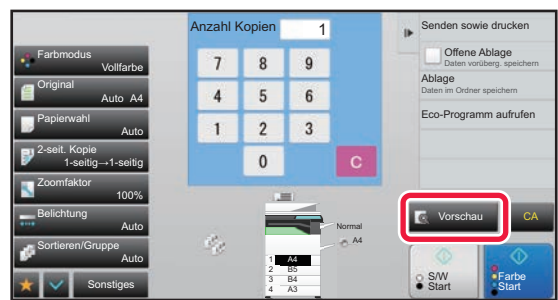 Anzahl Kopien 1
Farbmodus
Vollfarbe
Original
Auto A4
Papierwahl
Auto
2-seit. Kopie
1-seitig→1-seitig
Zoomfaktor
100%
Belichtung
Auto
Sortieren/Gruppe
Auto
Sonstiges
7 8 9
4 5 6
1 2 3
0 C
Normal
A4
1 A4
2 B5
3 B4
4 A3
Senden sowie drucken
Offene Ablage
Daten vorüberg. speichern
Ablage
Daten im Ordner speichern
Eco-Programm aufrufen
Vorschau
CA
S/W
Start
Farbe
Start